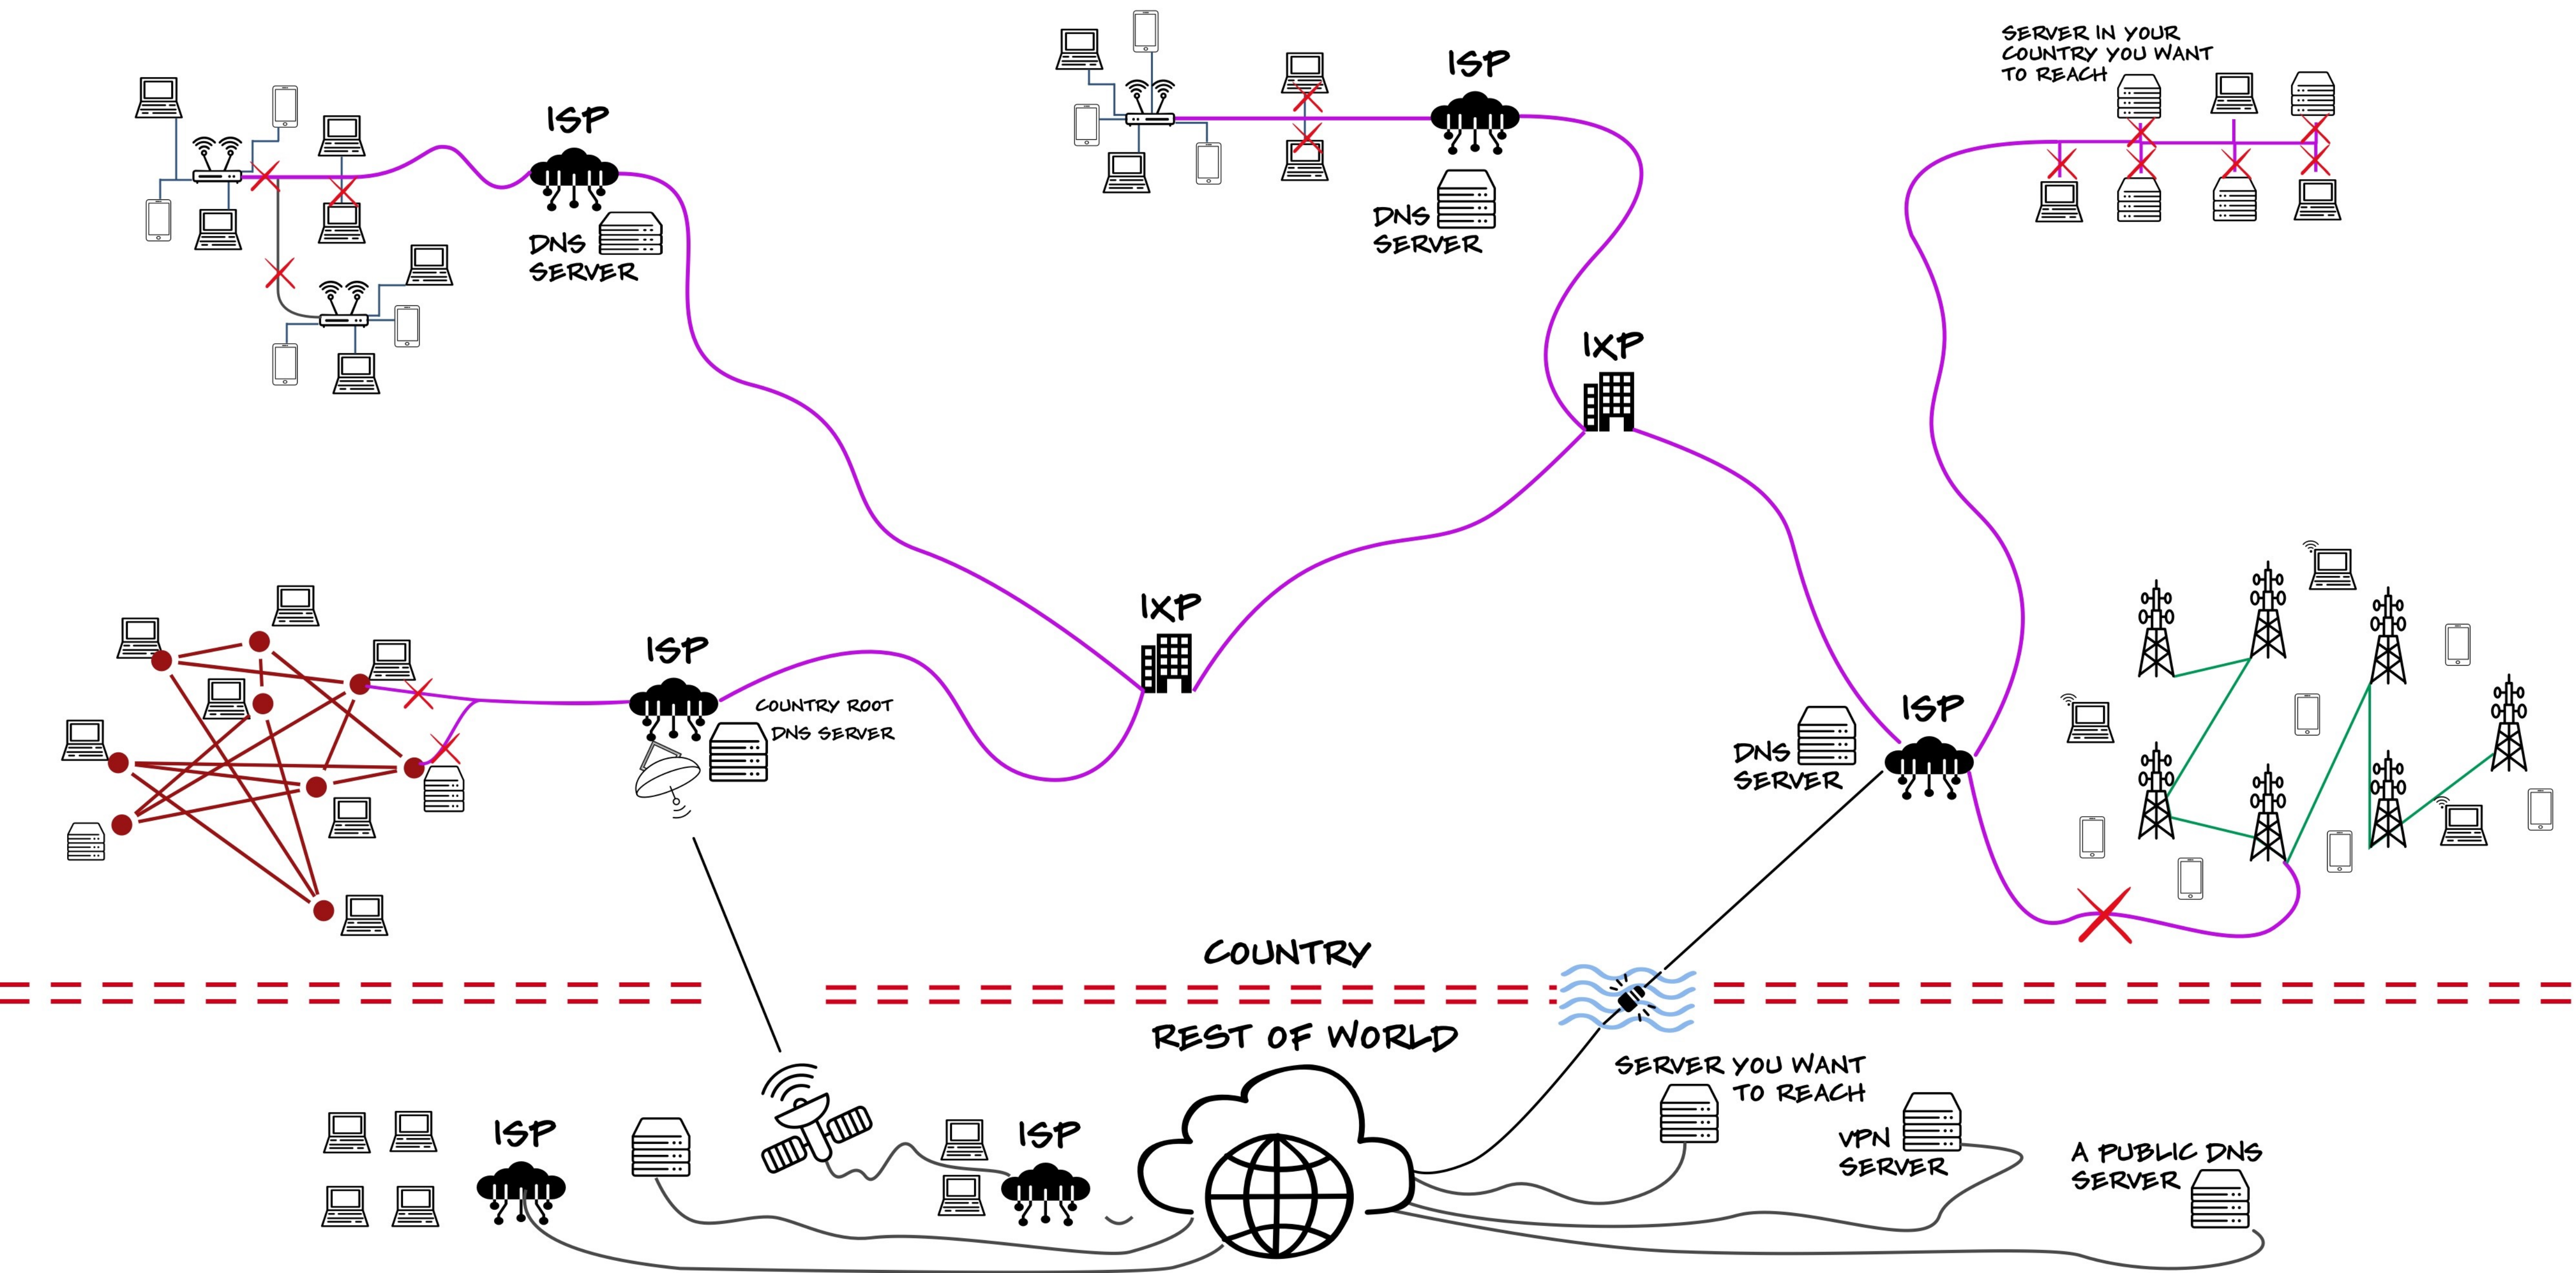 SERVER IN YOUR
COUNTRY YOU WANT
TO REACH
ISP
ISP
DNS
SERVER
DNS
SERVER
IXP
IXP
ISP
COUNTRY ROOT
DNS SERVER
ISP
DNS
SERVER
COUNTRY
REST OF WORLD
SERVER YOU WANT
TO REACH
ISP
ISP
VPN
SERVER
A PUBLIC DNS
SERVER